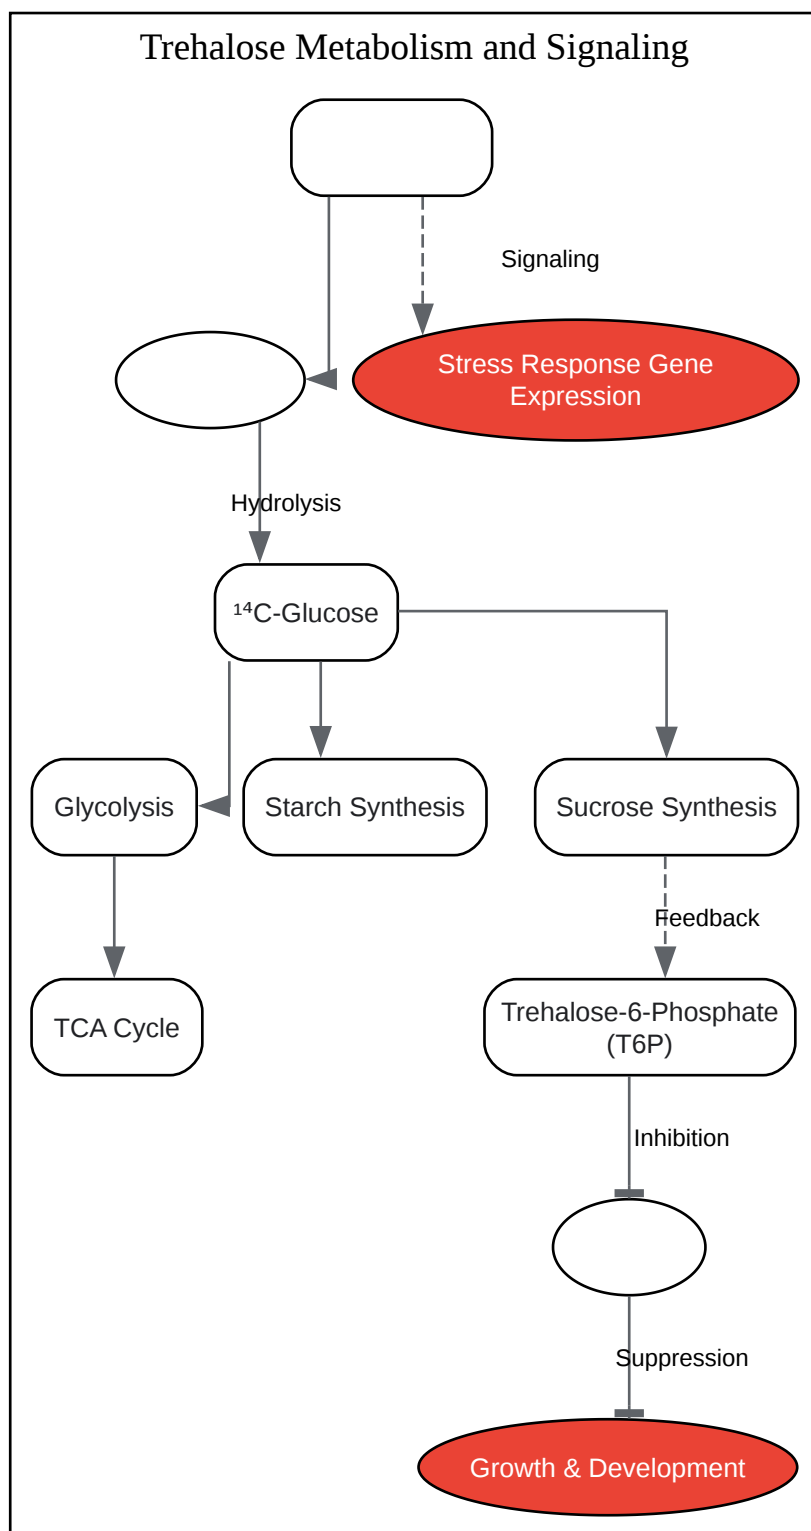 Trehalose Metabolism and Signaling
Signaling
Stress Response Gene
Expression
Hydrolysis
¹⁴C-Glucose
Glycolysis
Starch Synthesis
Sucrose Synthesis
Feedback
TCA Cycle
Trehalose-6-Phosphate
(T6P)
Inhibition
Suppression
Growth & Development